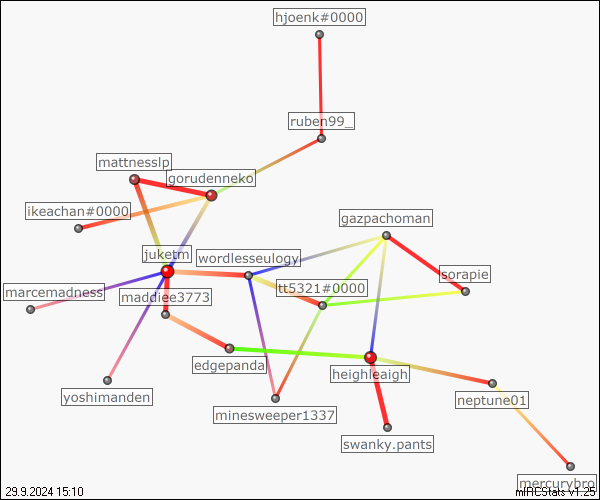 hjoenk#0000
ruben99_
mattnesslp
gorudenneko
ikeachan#0000
gazpachoman
juketm
wordlesseulogy
sorapie
tt5321#0000
marcemadness
maddiee3773
edgepanda
heighleaigh
yoshimanden
neptune01
minesweeper1337
swanky.pants
mercurybro
29.9.2024 15:10
mIRCStats v1.25